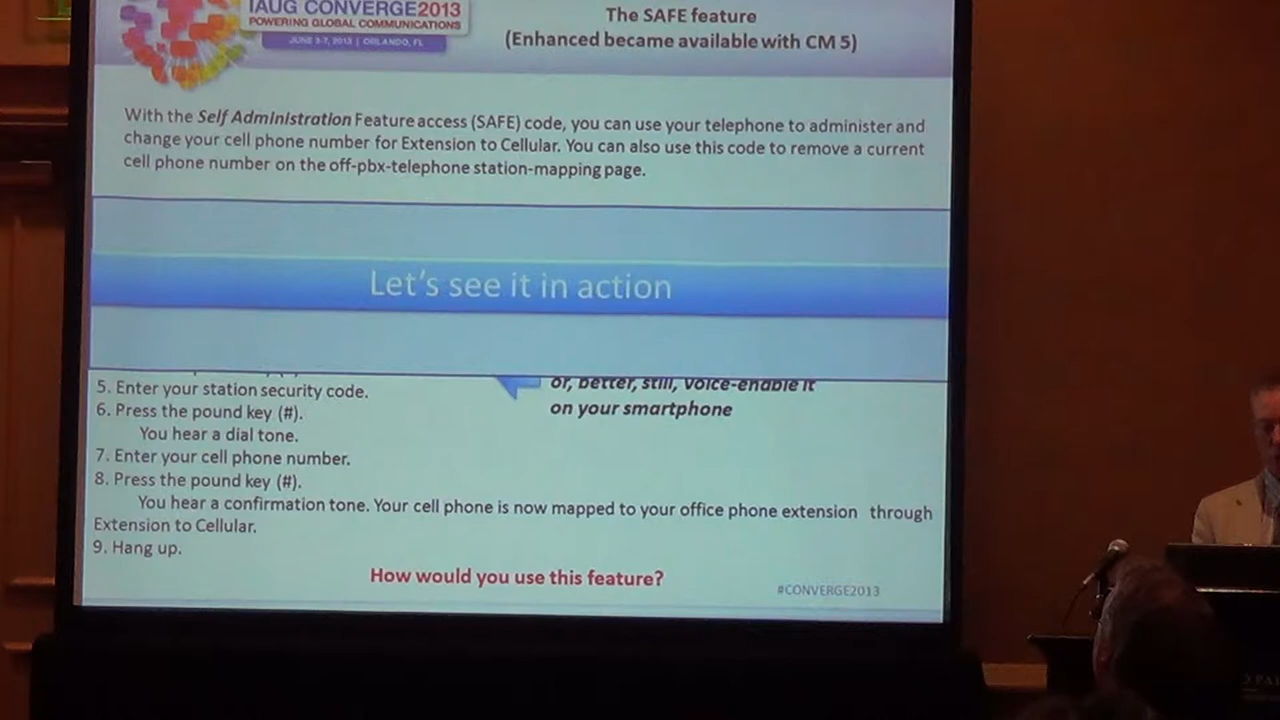 IAUG CONVERGE2013
POWERING GLOBAL COMMUNICATIONS
JUNE 3-7, 2013 | ORLANDO, FL
The SAFE feature
(Enhanced became available with CM 5)
With the Self Administration Feature access (SAFE) code, you can use your telephone to administer and
change your cell phone number for Extension to Cellular. You can also use this code to remove a current
cell phone number on the off-pbx-telephone station-mapping page.
Let's see it in action
5. Enter your station security code.
6. Press the pound key (#).
You hear a dial tone.
7. Enter your cell phone number.
8. Press the pound key (#).
You hear a confirmation tone. Your cell phone is now mapped to your office phone extension through
Extension to Cellular.
9. Hang up.
or, better, still, voice-enable it
on your smartphone
How would you use this feature?
#CONVERGE2013